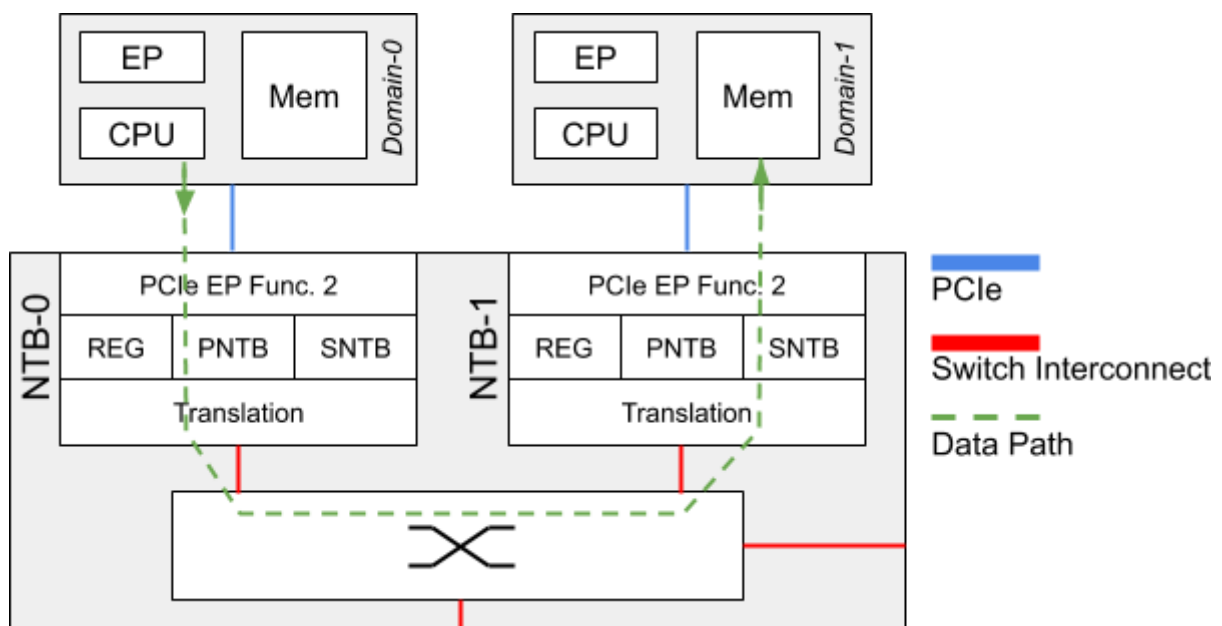 EP
CPU
Mem
Domain-0
EP
CPU
Mem
Domain-1
NTB-0
PCIe EP Func. 2
REG
PNTB
SNTB
Translation
NTB-1
PCIe EP Func. 2
REG
PNTB
SNTB
Translation
PCIe
Switch Interconnect
Data Path